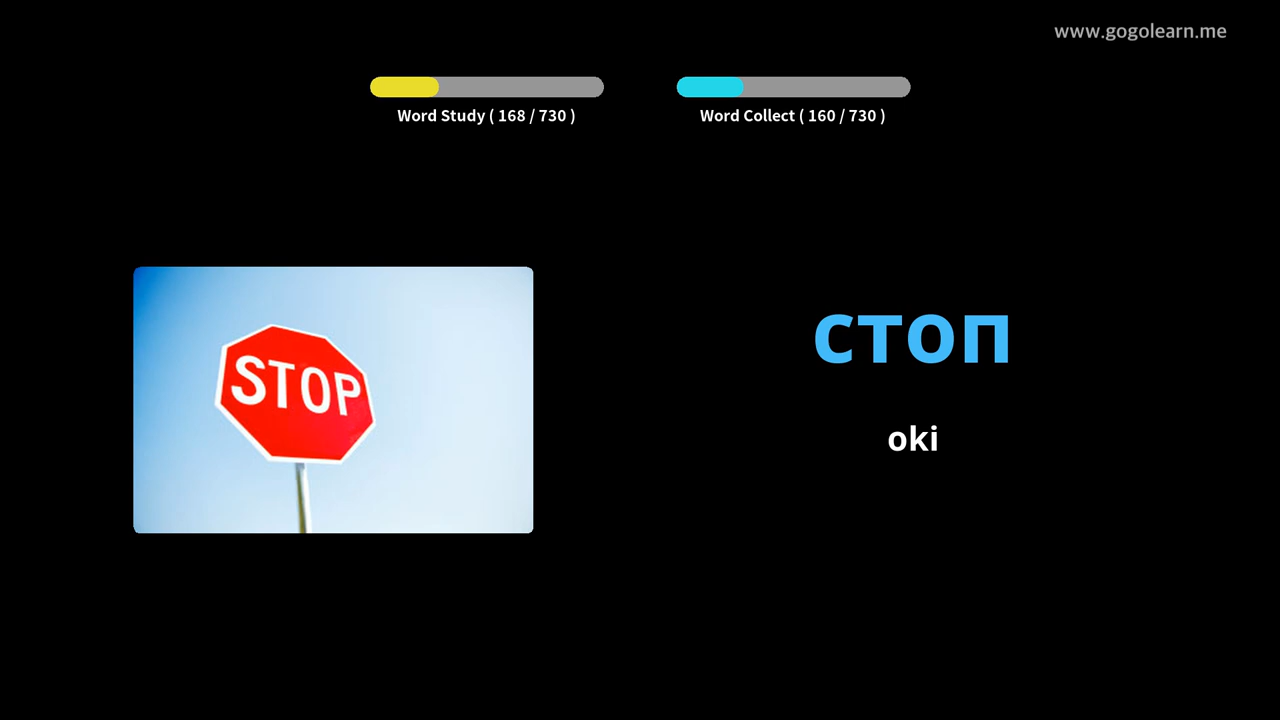 www.gogolearn.me
Word Study ( 168 / 730 )
Word Collect ( 160 / 730 )
STOP
стоп
oki